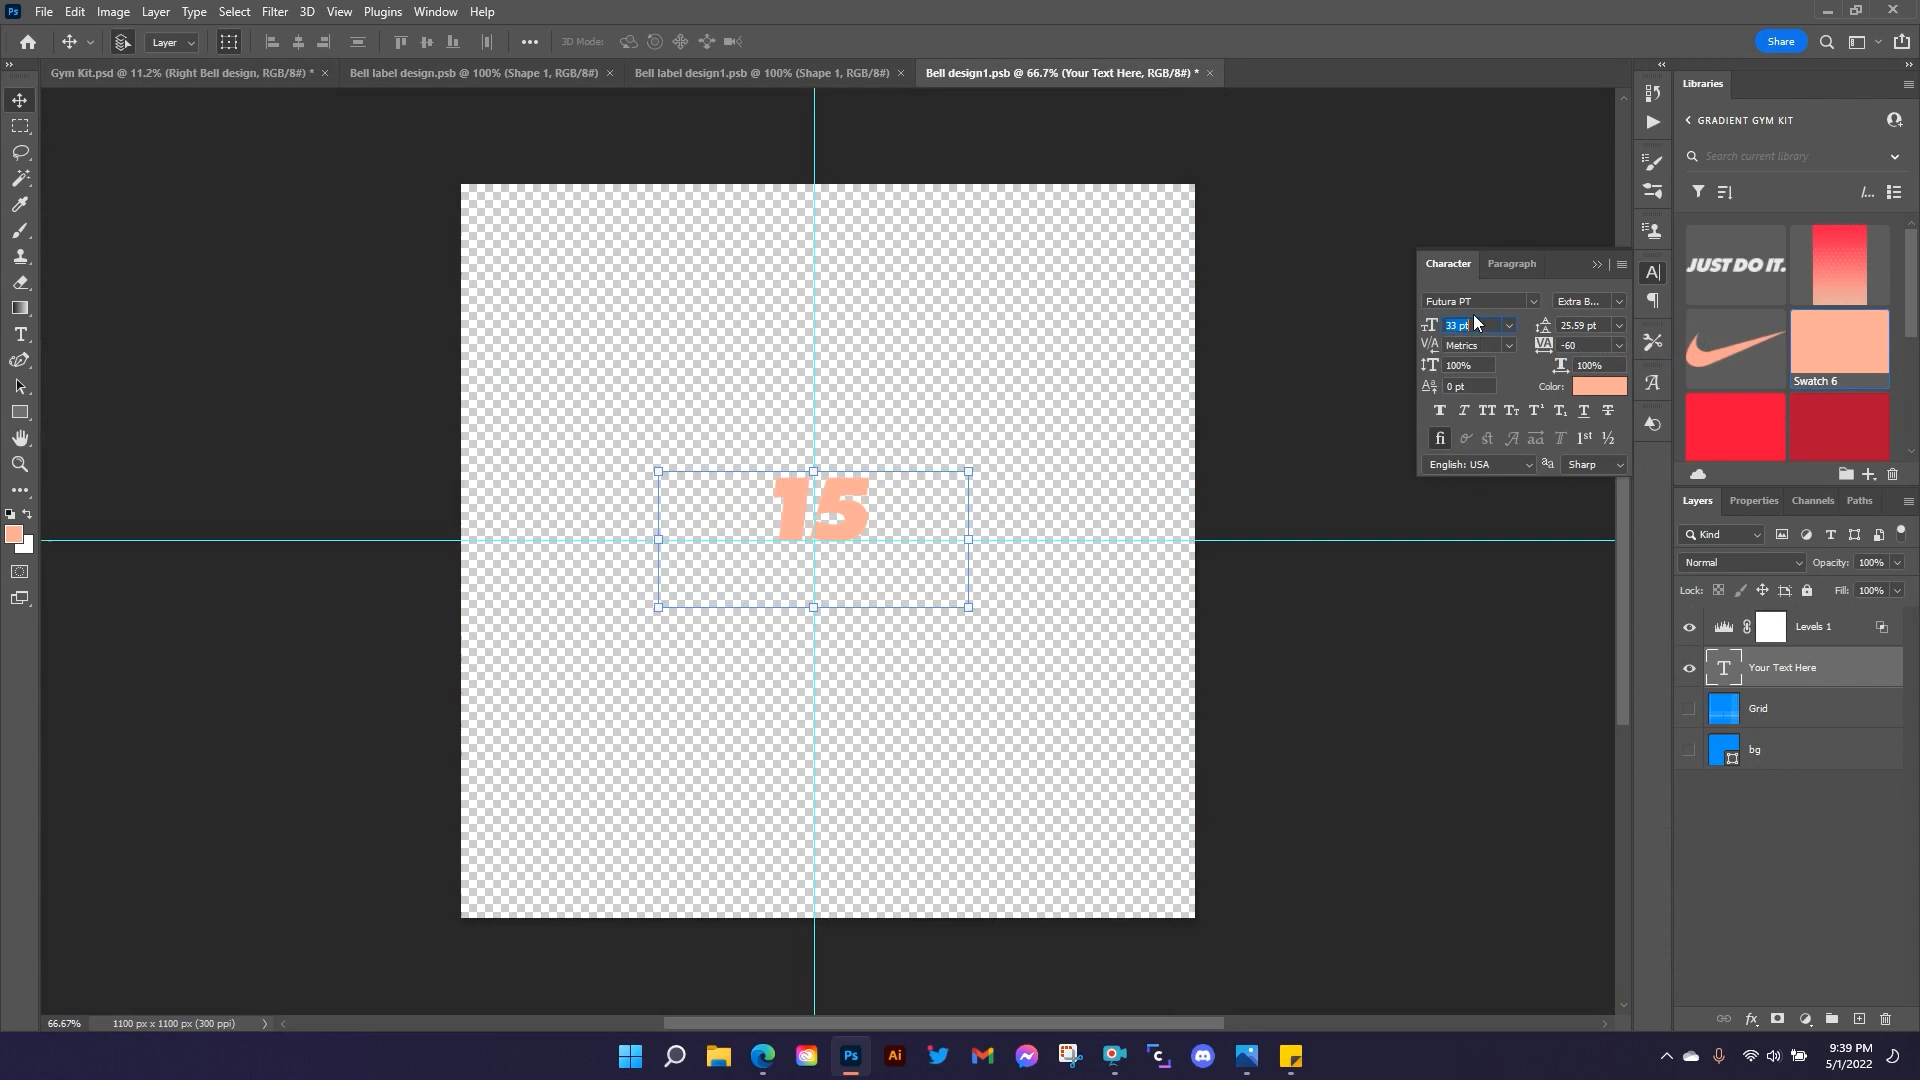 Ps File Edit Image Layer Type Select Filter 3D View Plugins Window Help
Layer 3D Mode: Share
Gym Kit.psd @ 11.2% (Right Bell design, RGB/8#) * Bell label design.psb @ 100% (Shape 1, RGB/8#) Bell label design1.psb @ 100% (Shape 1, RGB/8#) Bell design1.psb @ 66.7% (Your Text Here, RGB/8#) *
Libraries
GRADIENT GYM KIT
Search current library
JUST DO IT.
Swatch 6
Character Paragraph
Futura PT Extra B...
33 pt 25.59 pt
Metrics -60
100% 100%
0 pt Color:
English: USA Sharp
15
Layers Properties Channels Paths
Kind
Normal Opacity: 100%
Lock: Fill: 100%
Levels 1
Your Text Here
Grid
bg
66.67% 1100 px x 1100 px (300 ppi)
9:39 PM
5/1/2022